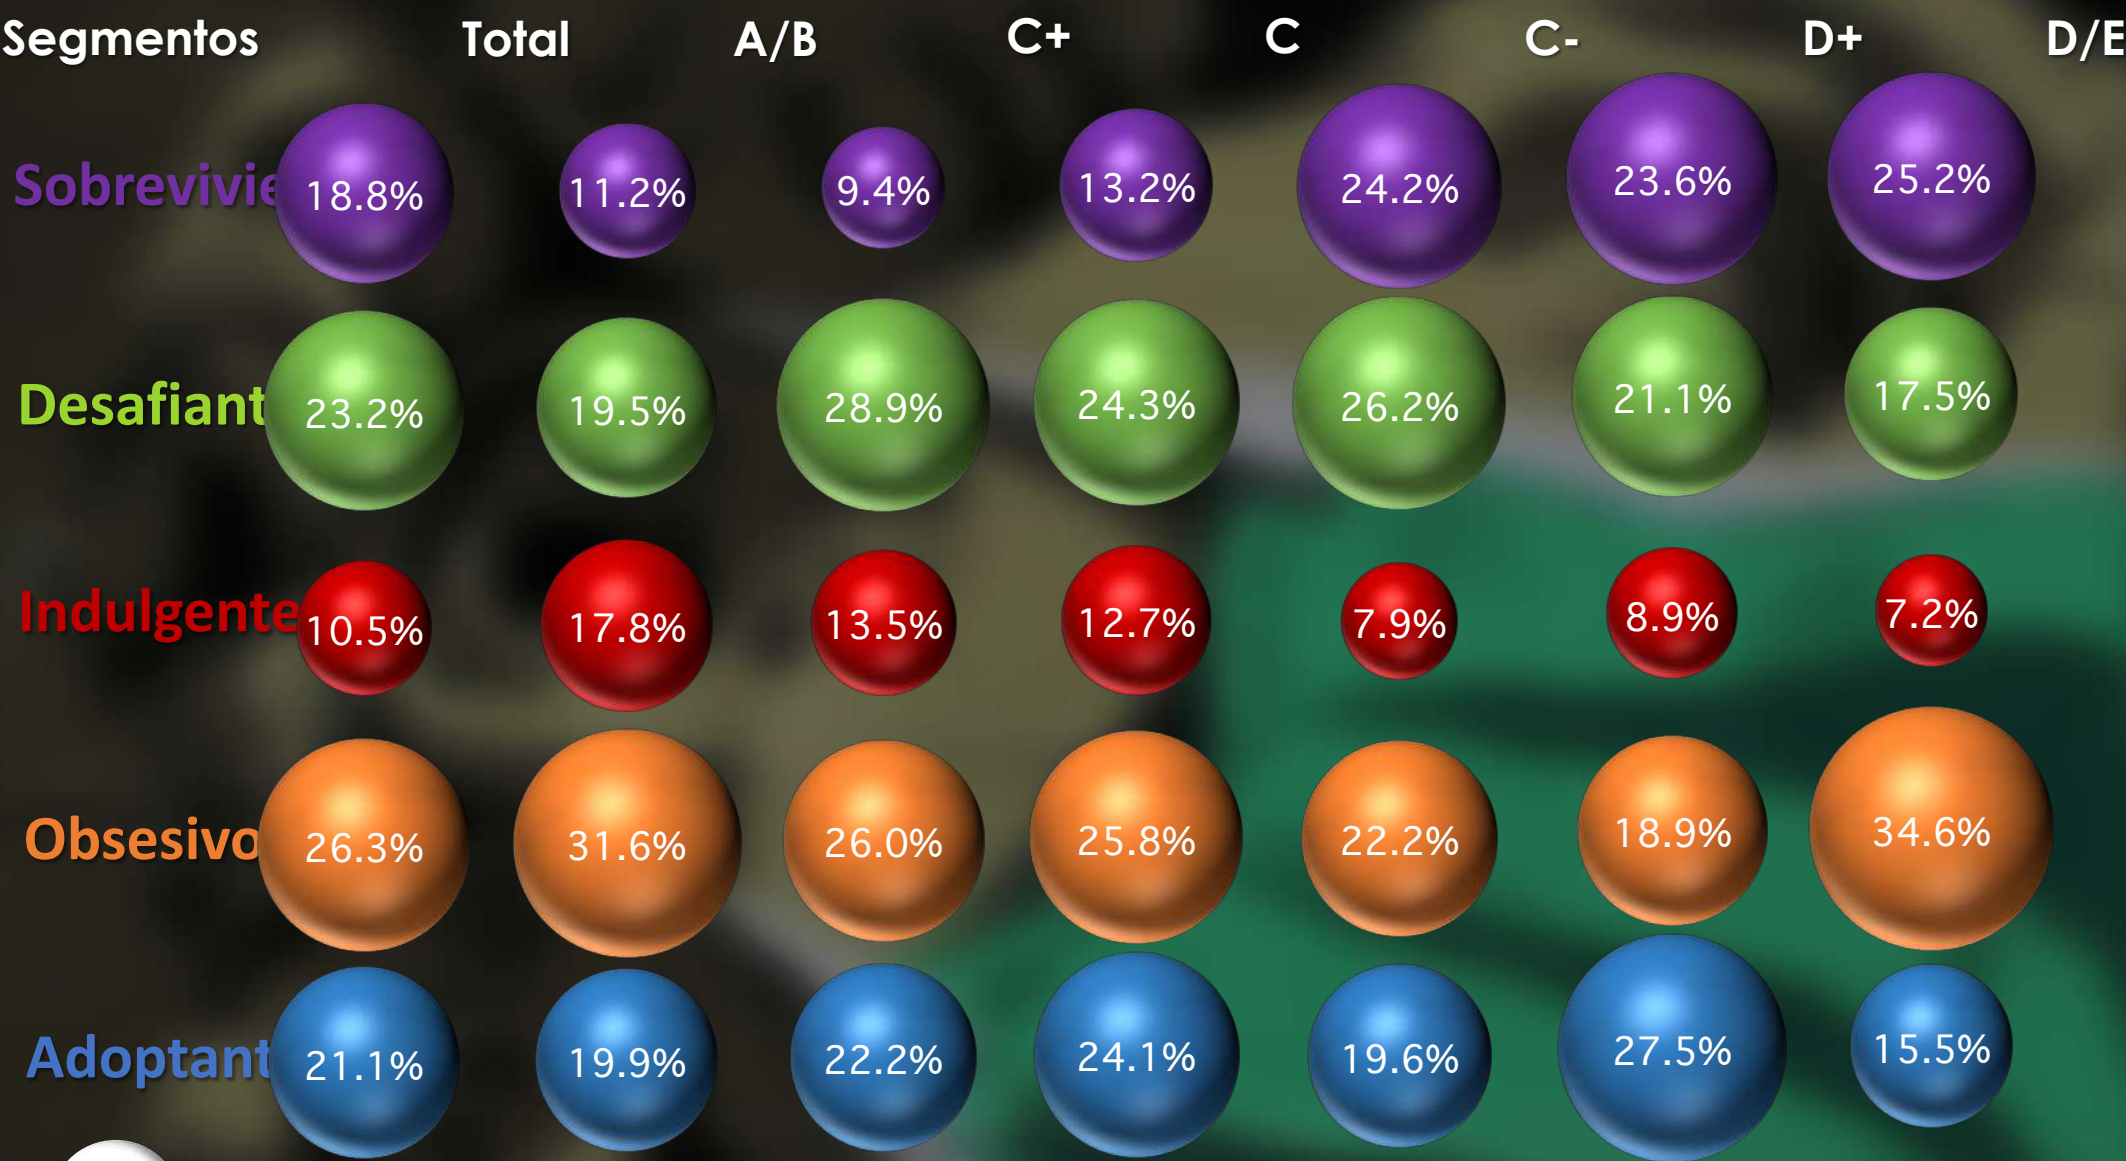 Segmentos Total A/B C+ C C- D+ D/E
Sobrevivie 18.8% 11.2% 9.4% 13.2% 24.2% 23.6% 25.2%
Desafiant 23.2% 19.5% 28.9% 24.3% 26.2% 21.1% 17.5%
Indulgente 10.5% 17.8% 13.5% 12.7% 7.9% 8.9% 7.2%
Obsesivo 26.3% 31.6% 26.0% 25.8% 22.2% 18.9% 34.6%
Adoptant 21.1% 19.9% 22.2% 24.1% 19.6% 27.5% 15.5%